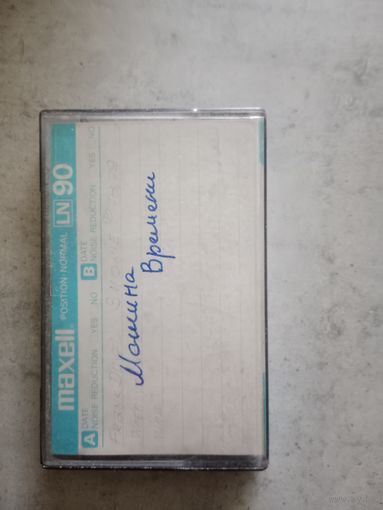 maxell POSITION·NORMAL LN 90
A DATE
NOISE REDUCTION YES NO
B DATE
NOISE REDUCTION YES NO
Машина
Времени